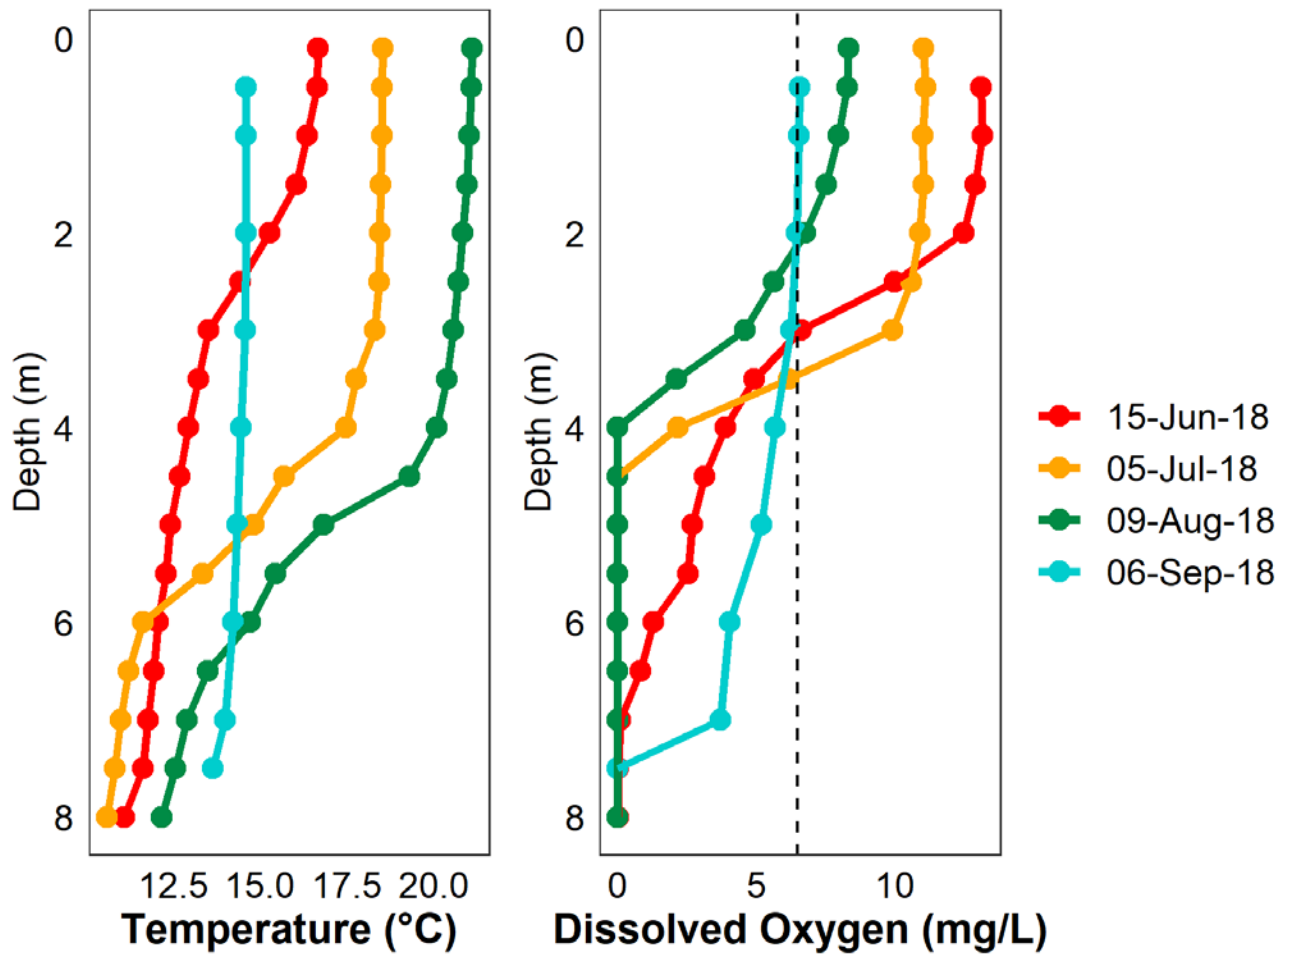 0
2
4
6
8
Depth (m)
12.5 15.0 17.5 20.0
Temperature (°C)
0
2
4
6
8
Depth (m)
0 5 10
Dissolved Oxygen (mg/L)
15-Jun-18
05-Jul-18
09-Aug-18
06-Sep-18